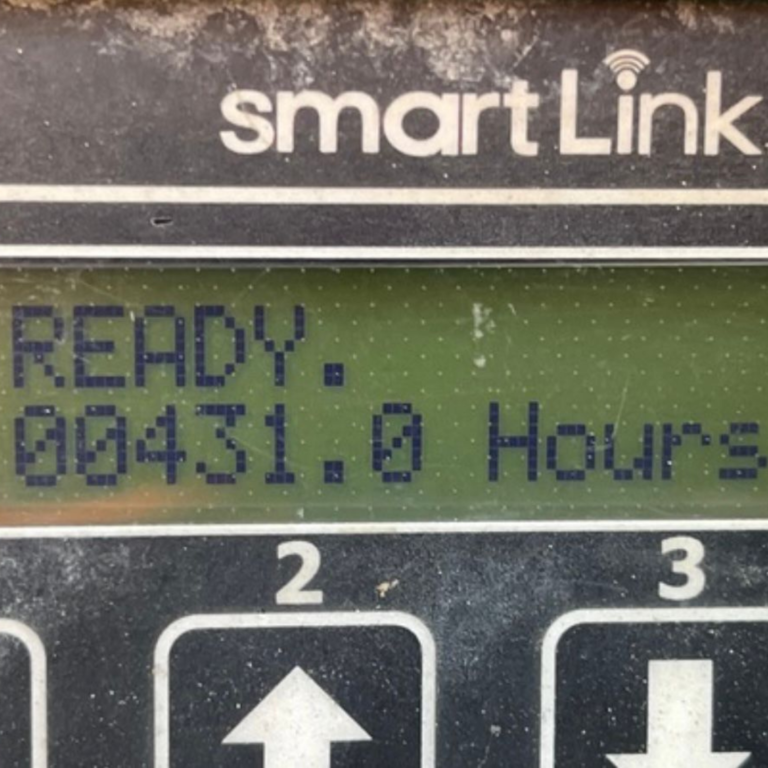 smartLink
READY.
00431.0 Hours
2 3